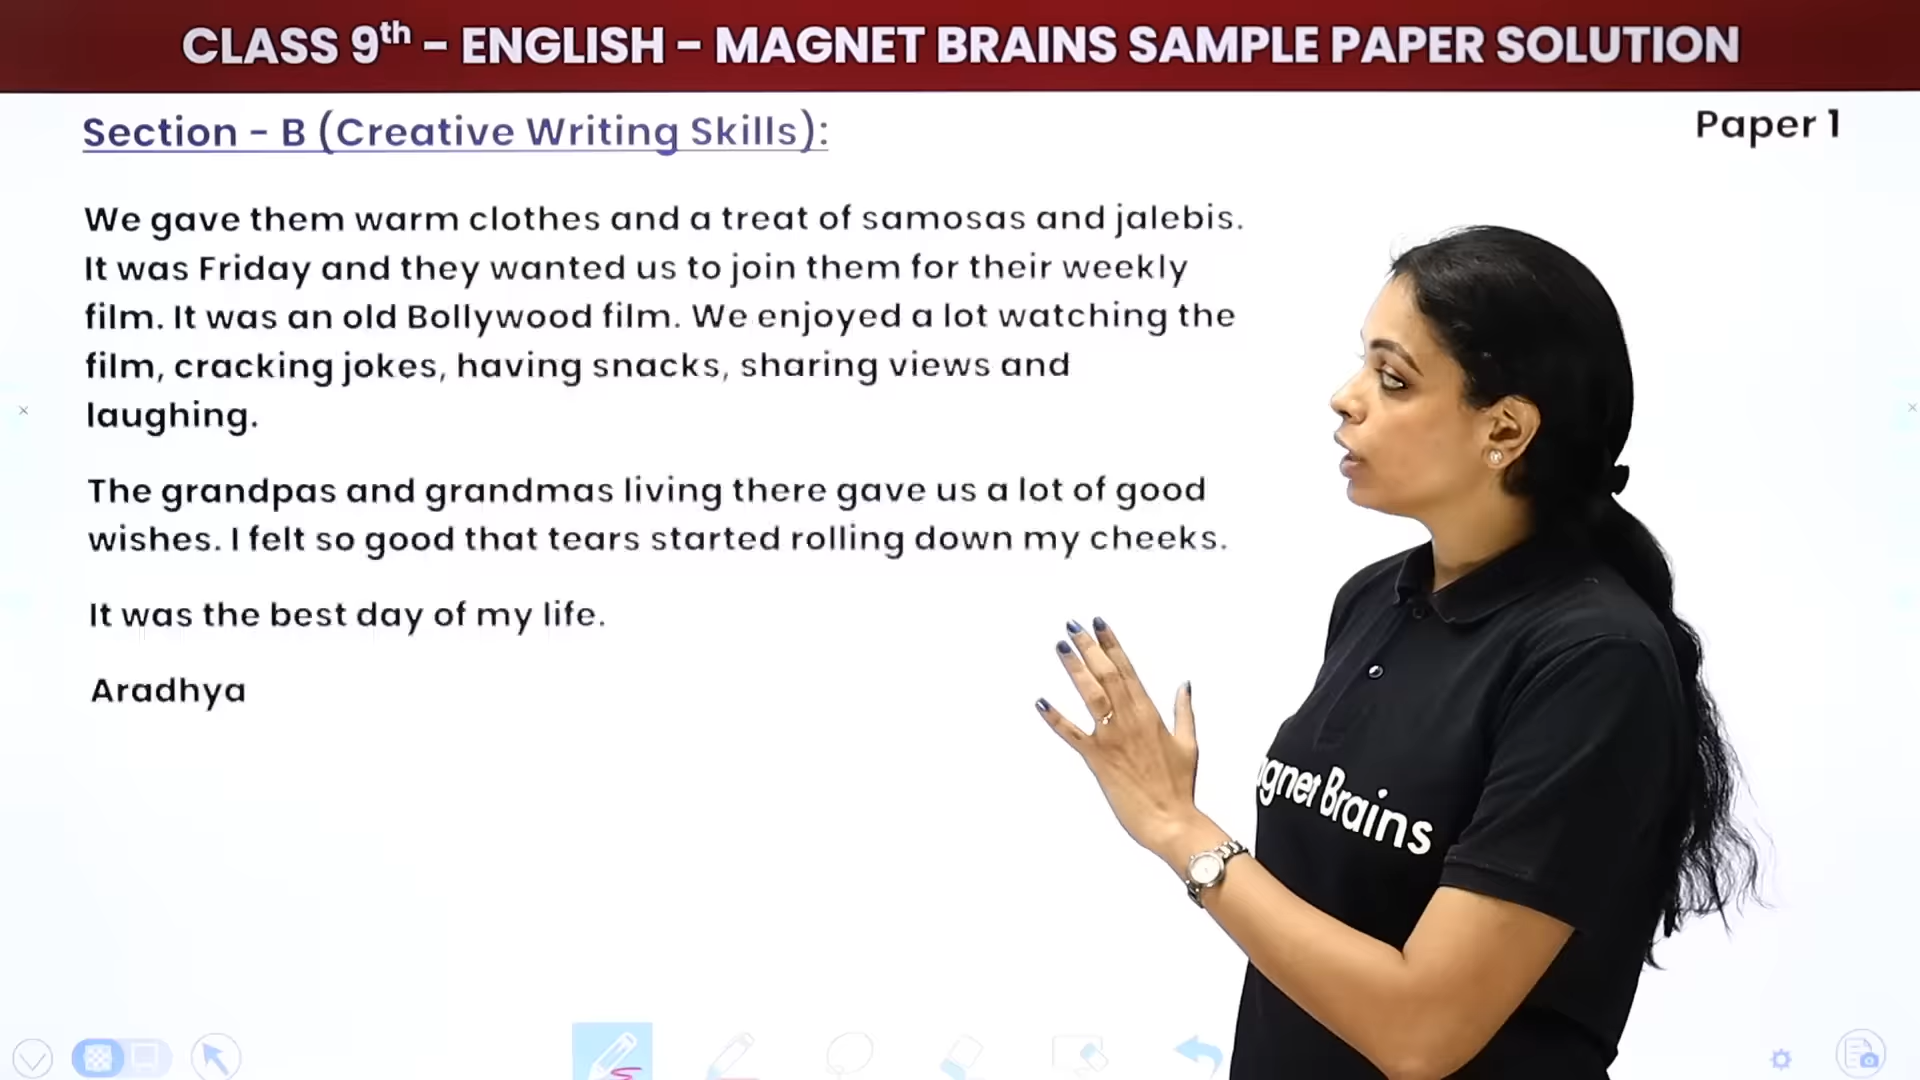 CLASS 9th – ENGLISH – MAGNET BRAINS SAMPLE PAPER SOLUTION
Section – B (Creative Writing Skills):
Paper 1
We gave them warm clothes and a treat of samosas and jalebis.
It was Friday and they wanted us to join them for their weekly
film. It was an old Bollywood film. We enjoyed a lot watching the
film, cracking jokes, having snacks, sharing views and
laughing.
The grandpas and grandmas living there gave us a lot of good
wishes. I felt so good that tears started rolling down my cheeks.
It was the best day of my life.
Aradhya
agnet Brains